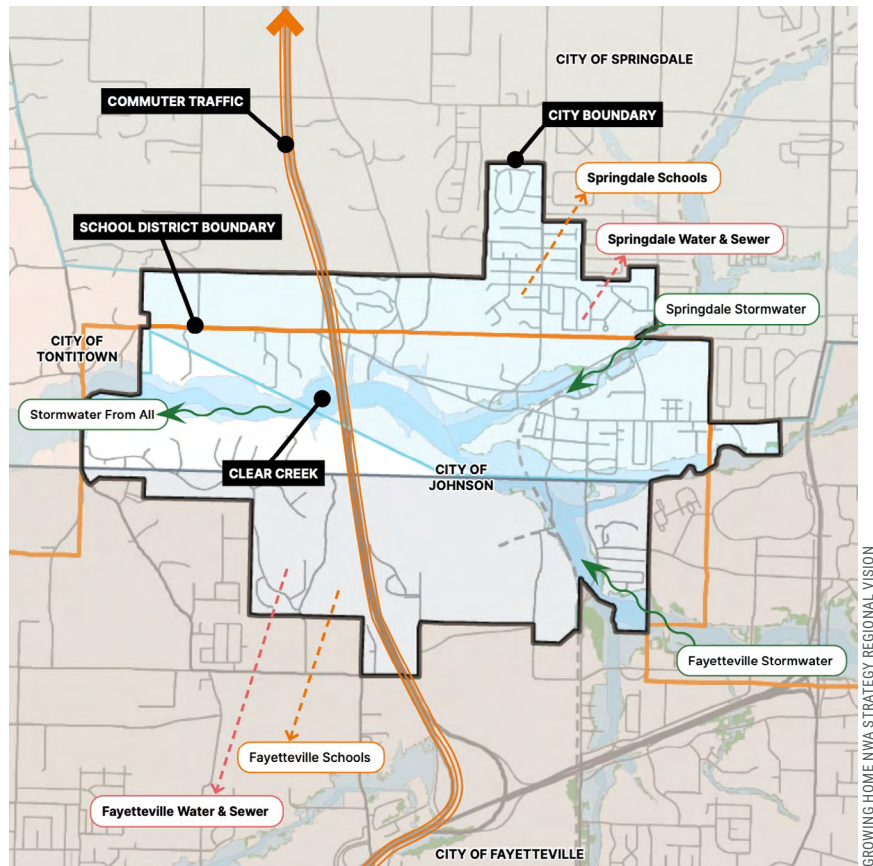 CITY OF SPRINGDALE
COMMUTER TRAFFIC
CITY BOUNDARY
Springdale Schools
SCHOOL DISTRICT BOUNDARY
Springdale Water & Sewer
Springdale Stormwater
CITY OF
TONTITOWN
Stormwater From All
CLEAR CREEK
CITY OF
JOHNSON
Fayetteville Stormwater
Fayetteville Schools
Fayetteville Water & Sewer
CITY OF FAYETTEVILLE
GROWING HOME NWA STRATEGY REGIONAL VISION